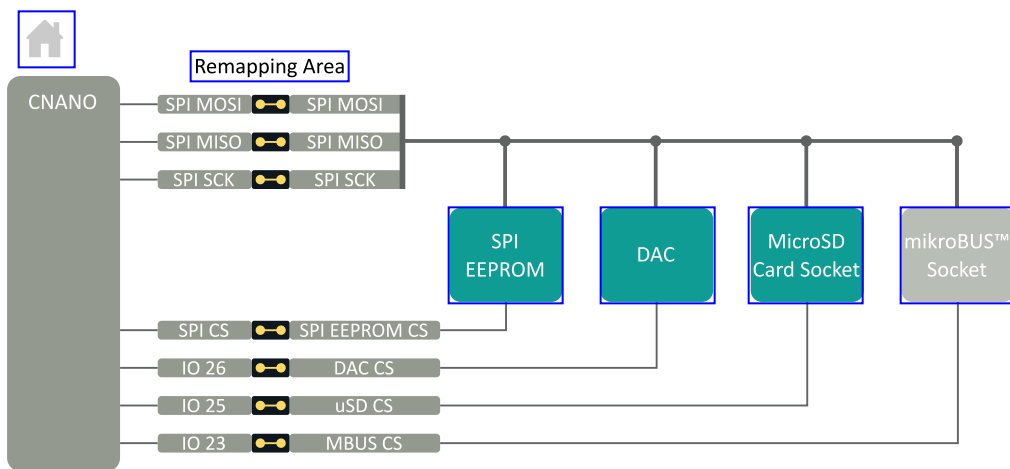 Remapping Area
CNANO
SPI MOSI SPI MOSI
SPI MISO SPI MISO
SPI SCK SPI SCK
SPI
EEPROM
DAC
MicroSD
Card Socket
mikroBUS™
Socket
SPI CS SPI EEPROM CS
IO 26 DAC CS
IO 25 uSD CS
IO 23 MBUS CS